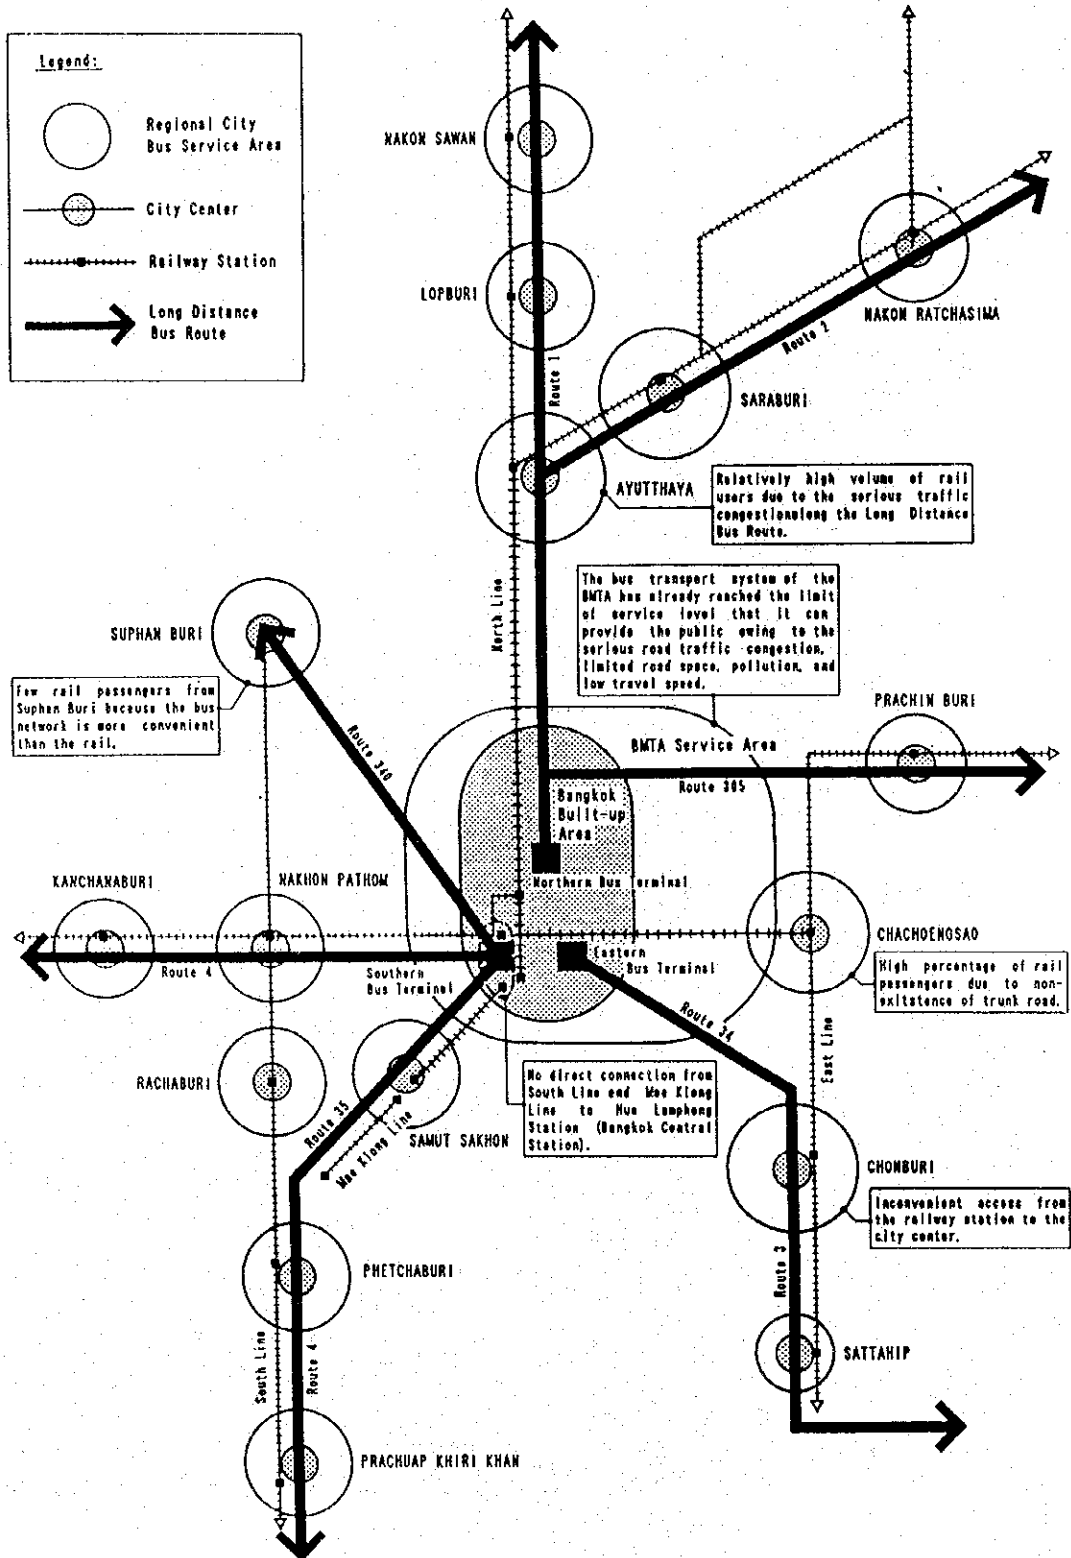 Legend:
Regional City
Bus Service Area
City Center
Railway Station
Long Distance
Bus Route
NAKON SAWAN
LOPBURI
NAKON RATCHASIMA
Route 2
Route 1
SARABURI
AYUTTHAYA
Relatively high volume of rail
users due to the serious traffic
congestionalong the Long Distance
Bus Route.
The bus transport system of the
BMTA has already reached the limit
of service level that it can
provide the public owing to the
serious road traffic congestion,
limited road space, pollution, and
low travel speed.
North Line
SUPHAN BURI
Few rail passengers from
Suphan Buri because the bus
network is more convenient
than the rail.
Route 340
PRACHIN BURI
BMTA Service Area
Route 305
Bangkok
Built-up
Area
Northern Bus Terminal
KANCHANABURI
NAKHON PATHOM
Route 4
Southern
Bus Terminal
Eastern
Bus Terminal
CHACHOENGSAO
High percentage of rail
passengers due to non-
exitstence of trunk road.
Route 34
East Line
RACHABURI
Route 35
Mae Klong Line
SAMUT SAKHON
No direct connection from
South Line and Mae Klong
Line to Hua Lamphong
Station (Bangkok Central
Station).
CHONBURI
Inconvenient access from
the railway station to the
city center.
Route 3
PHETCHABURI
South Line
Route 4
SATTAHIP
PRACHUAP KHIRI KHAN